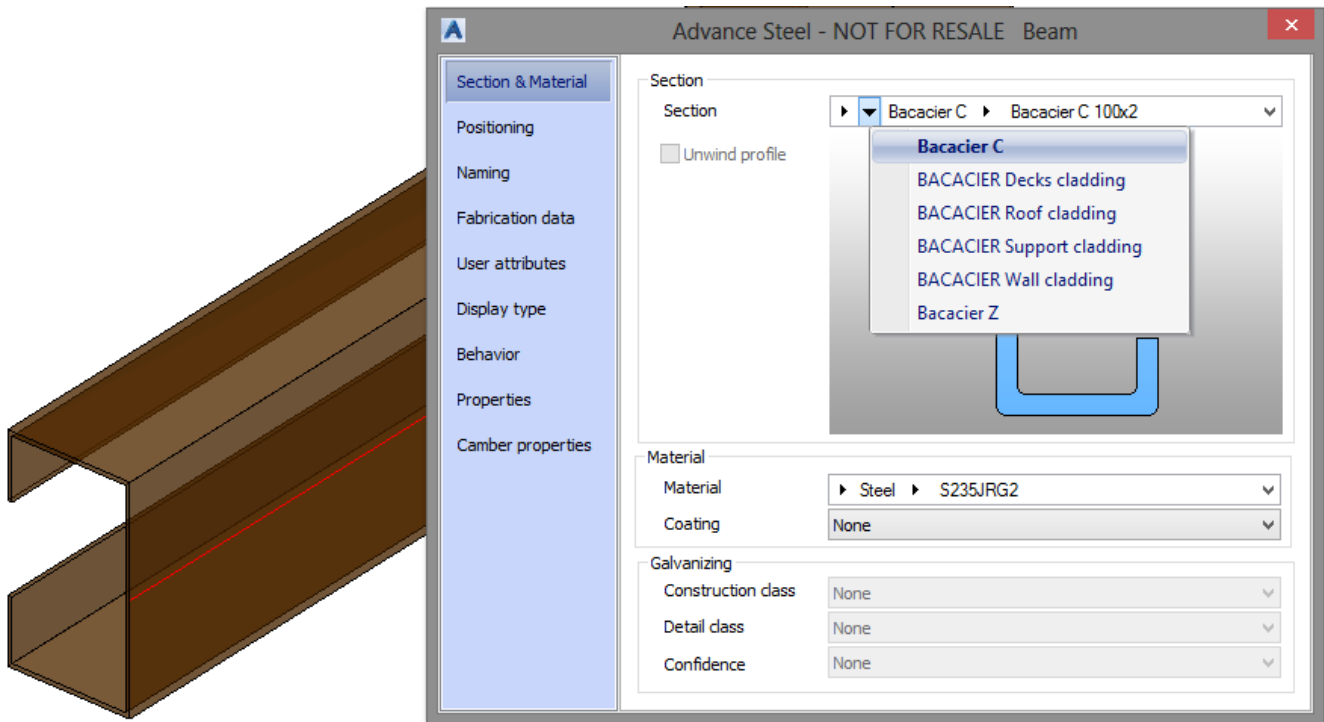 Advance Steel - NOT FOR RESALE Beam
Section & Material
Positioning
Naming
Fabrication data
User attributes
Display type
Behavior
Properties
Camber properties
Section
Section
Bacacier C
Bacacier C 100x2
Unwind profile
Bacacier C
BACACIER Decks cladding
BACACIER Roof cladding
BACACIER Support cladding
BACACIER Wall cladding
Bacacier Z
Material
Material
Steel
S235JRG2
Coating
None
Galvanizing
Construction class
None
Detail class
None
Confidence
None